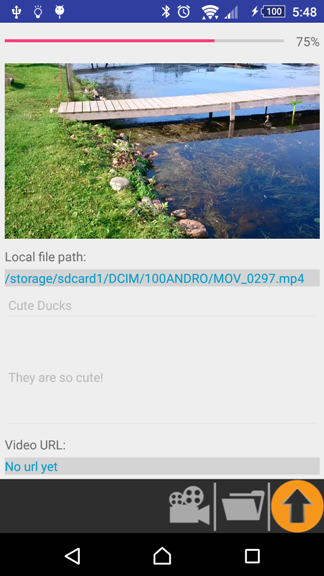 100
5:48
75%
Local file path:
/storage/sdcard1/DCIM/100ANDRO/MOV_0297.mp4
Cute Ducks
They are so cute!
Video URL:
No url yet